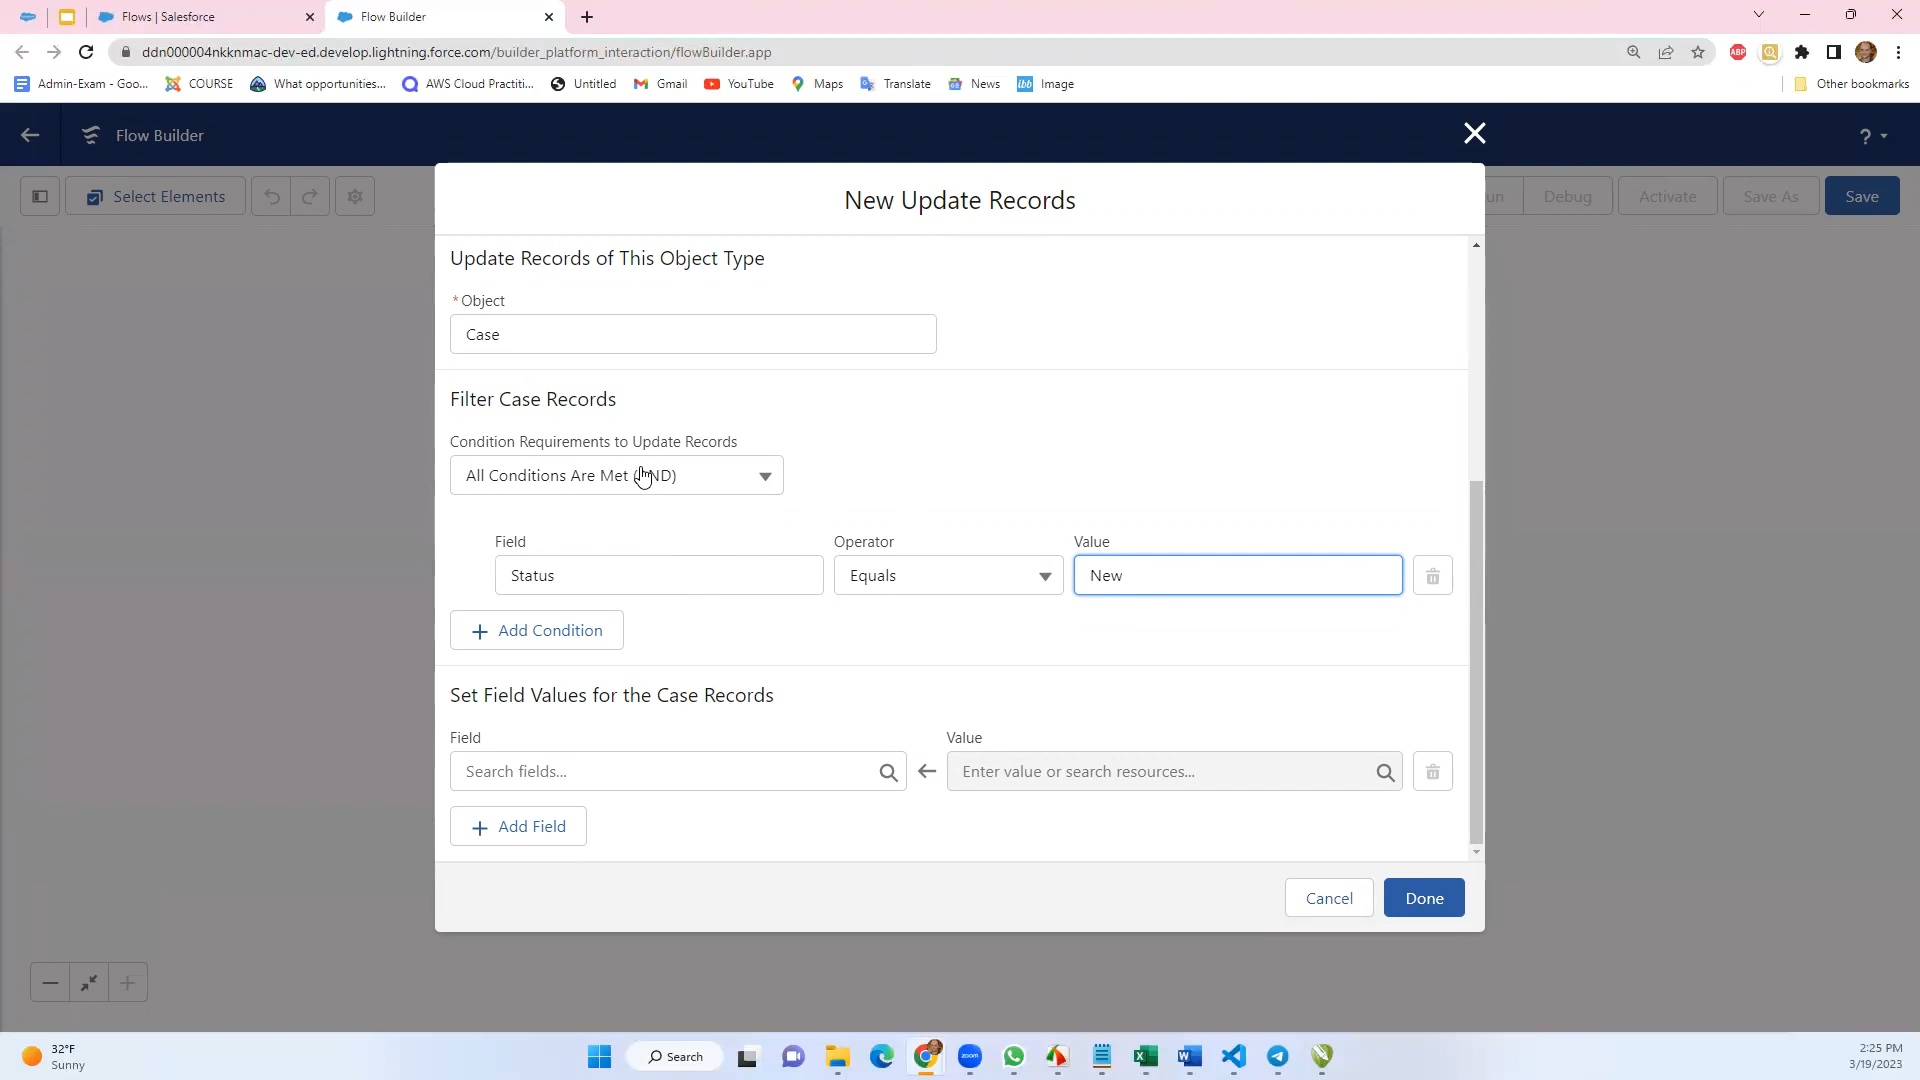 Flows | Salesforce
Flow Builder
ddn000004nkknmac-dev-ed.develop.lightning.force.com/builder_platform_interaction/flowBuilder.app
ABP
Admin-Exam - Goo...
COURSE
What opportunities...
AWS Cloud Practiti...
Untitled
Gmail
YouTube
Maps
Translate
News
ibb
Image
Other bookmarks
Flow Builder
?
Select Elements
Debug
Activate
Save As
Save
New Update Records
Update Records of This Object Type
* Object
Case
Filter Case Records
Condition Requirements to Update Records
All Conditions Are Met
Field
Operator
Value
Status
Equals
New
Add Condition
Set Field Values for the Case Records
Field
Value
Search fields...
Enter value or search resources...
Add Field
Cancel
Done
32°F
Sunny
Search
zoom
2:25 PM
3/19/2023